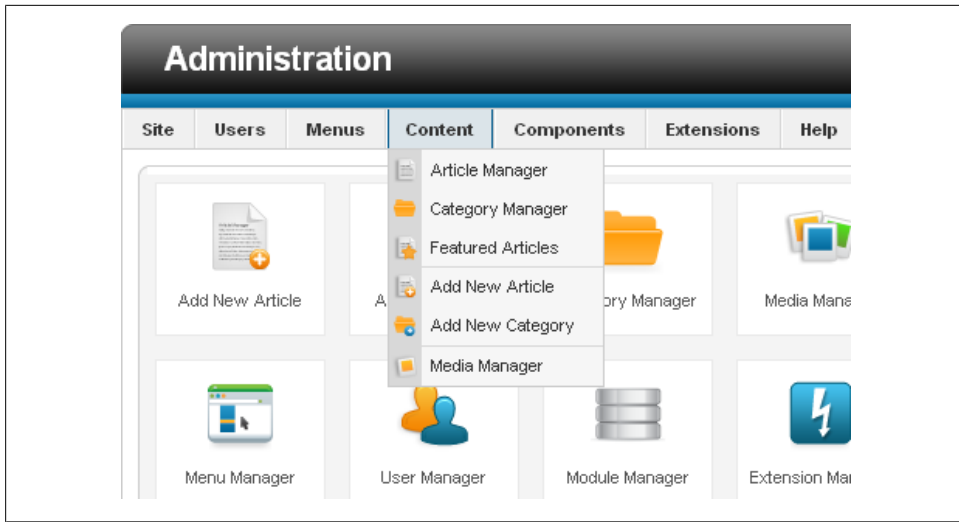 Administration
Site Users Menus Content Components Extensions Help
Article Manager
Category Manager
Featured Articles
Add New Article
Add New Category
Media Manager
Add New Article A ory Manager Media Mana
Menu Manager User Manager Module Manager Extension Ma